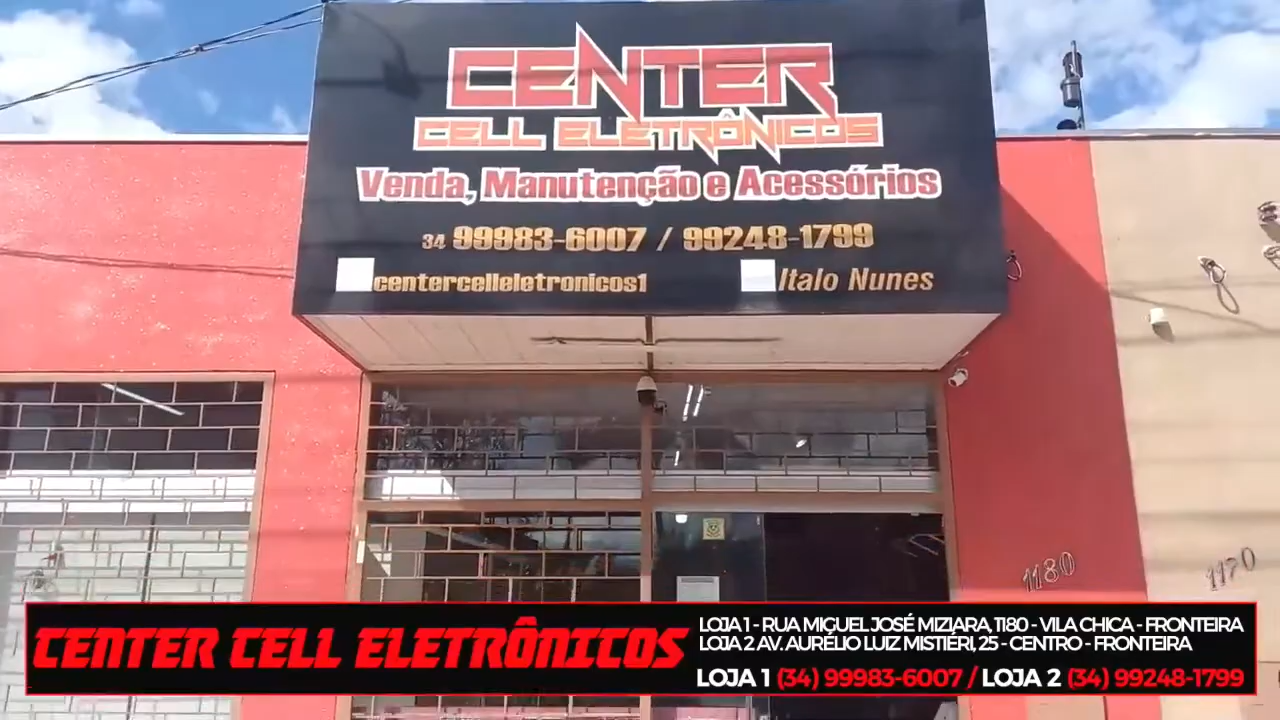 CENTER
CELL ELETRÔNICOS
Venda, Manutenção e Acessórios
34 99983-6007 / 99248-1799
centercelleletronicos1
Italo Nunes
1180
1170
CENTER CELL ELETRÔNICOS
LOJA 1 - RUA MIGUEL JOSÉ MIZIARA, 1180 - VILA CHICA - FRONTEIRA
LOJA 2 AV. AURÉLIO LUIZ MISTIÉRI, 25 - CENTRO - FRONTEIRA
LOJA 1 (34) 99983-6007 / LOJA 2 (34) 99248-1799